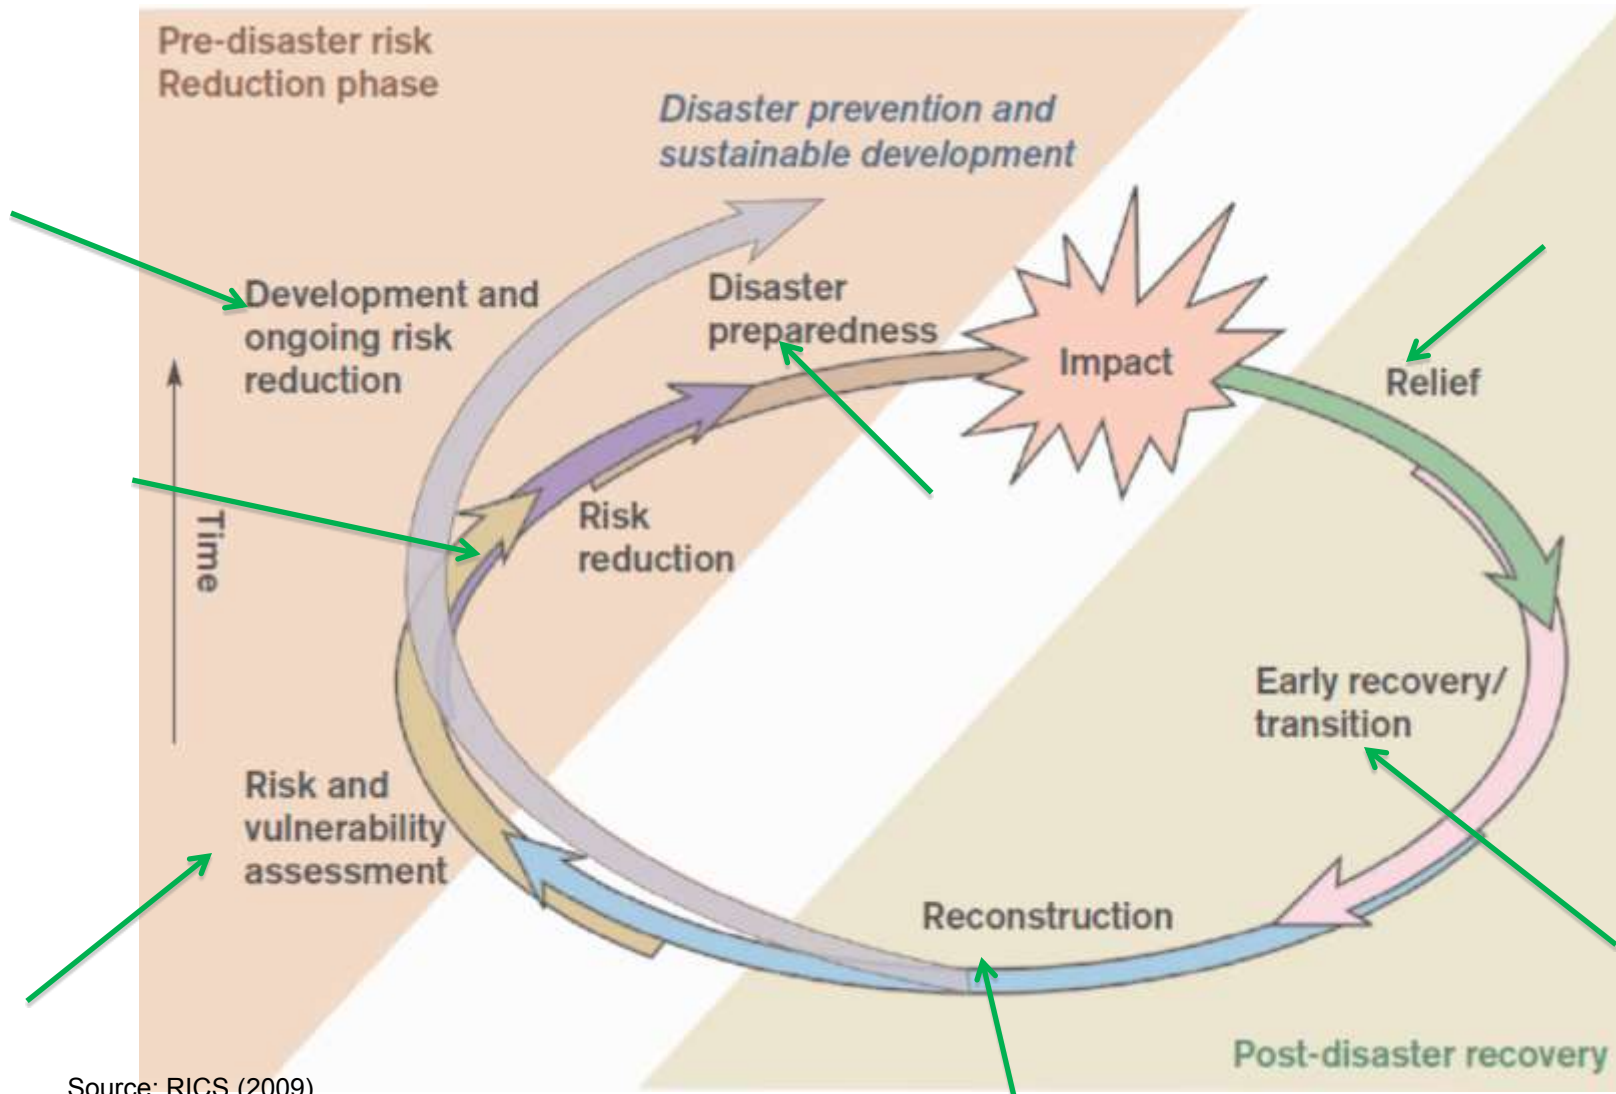 Pre-disaster risk
Reduction phase
Disaster prevention and
sustainable development
Development and
ongoing risk
reduction
Disaster
preparedness
Impact
Relief
Time
Risk
reduction
Early recovery/
transition
Risk and
vulnerability
assessment
Reconstruction
Post-disaster recovery
Source: RICS (2009)